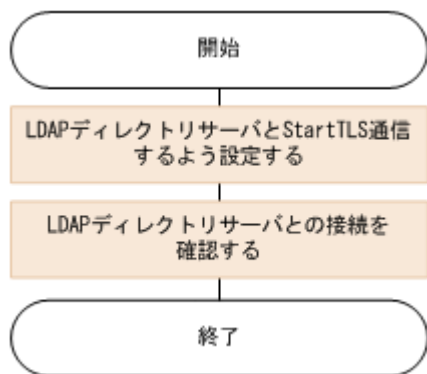 開始
LDAPディレクトリサーバとStartTLS通信
するよう設定する
LDAPディレクトリサーバとの接続を
確認する
終了